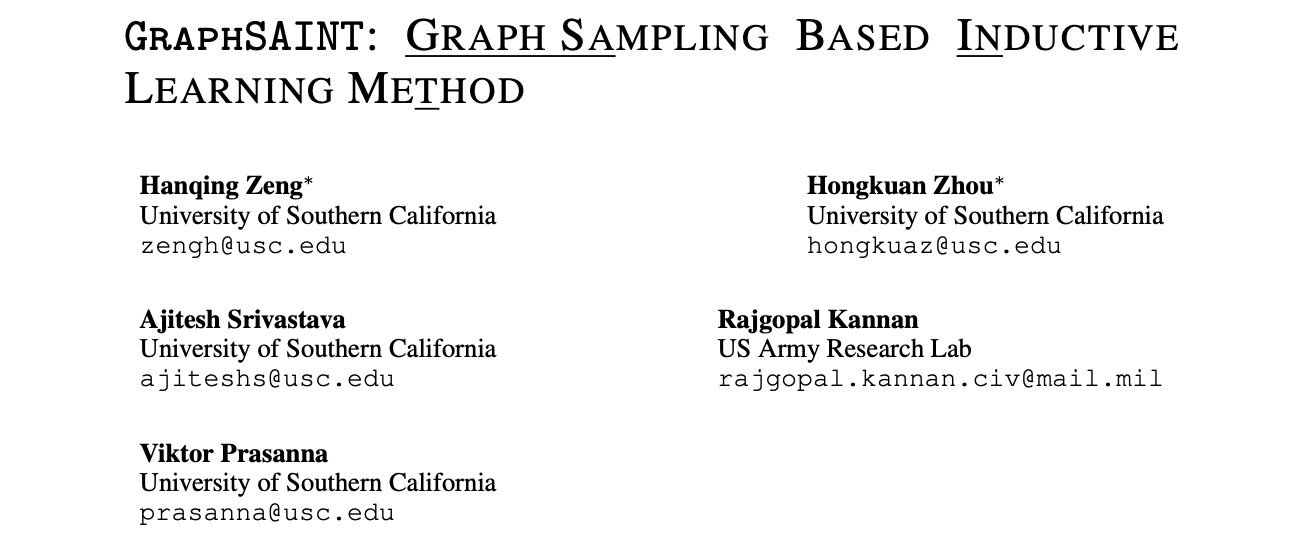 GRAPHSAINT: GRAPH SAMPLING BASED INDUCTIVE
LEARNING METHOD
Hanqing Zeng*
University of Southern California
zengh@usc.edu
Hongkuan Zhou*
University of Southern California
hongkuaz@usc.edu
Ajitesh Srivastava
University of Southern California
ajiteshs@usc.edu
Rajgopal Kannan
US Army Research Lab
rajgopal.kannan.civ@mail.mil
Viktor Prasanna
University of Southern California
prasanna@usc.edu